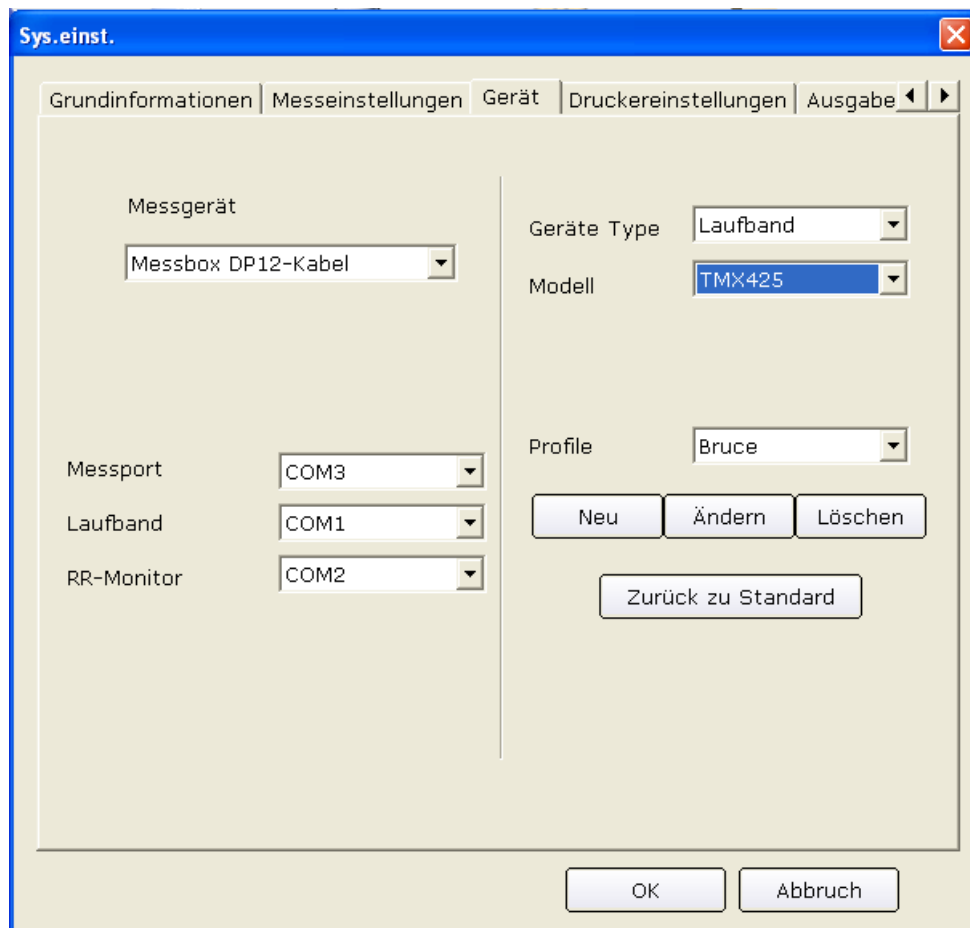 Sys.einst.
Grundinformationen Messeinstellungen Gerät Druckereinstellungen Ausgabe
Messgerät
Messbox DP12-Kabel
Messport COM3
Laufband COM1
RR-Monitor COM2
Geräte Type Laufband
Modell TMX425
Profile Bruce
Neu Ändern Löschen
Zurück zu Standard
OK Abbruch